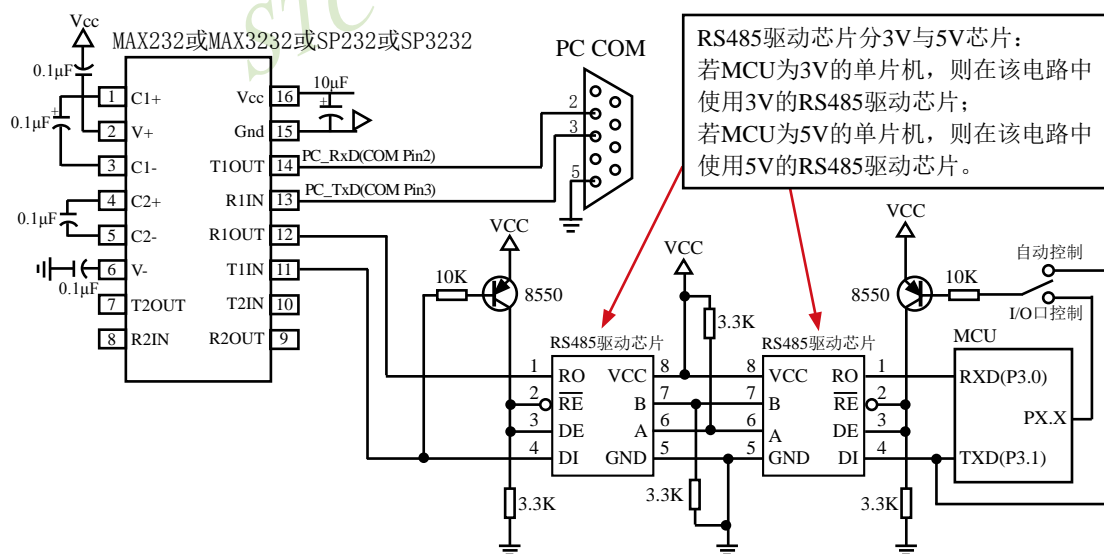 STC
Vcc
MAX232或MAX3232或SP232或SP3232
0.1μF
0.1μF
0.1μF
0.1μF
1 C1+
2 V+
3 C1-
4 C2+
5 C2-
6 V-
7 T2OUT
8 R2IN
Vcc 16
Gnd 15
T1OUT 14
R1IN 13
R1OUT 12
T1IN 11
T2IN 10
R2OUT 9
10μF
+
+
PC_RxD(COM Pin2)
PC_TxD(COM Pin3)
PC COM
2
3
5
RS485驱动芯片分3V与5V芯片:
若MCU为3V的单片机，则在该电路中
使用3V的RS485驱动芯片；
若MCU为5V的单片机，则在该电路中
使用5V的RS485驱动芯片。
VCC
10K
8550
3.3K
RS485驱动芯片
1 RO
2 RE
3 DE
4 DI
VCC 8
B 7
A 6
GND 5
VCC
3.3K
3.3K
RS485驱动芯片
8 VCC
7 B
6 A
5 GND
RO 1
RE 2
DE 3
DI 4
VCC
8550
10K
3.3K
自动控制
I/O口控制
MCU
RXD(P3.0)
PX.X
TXD(P3.1)